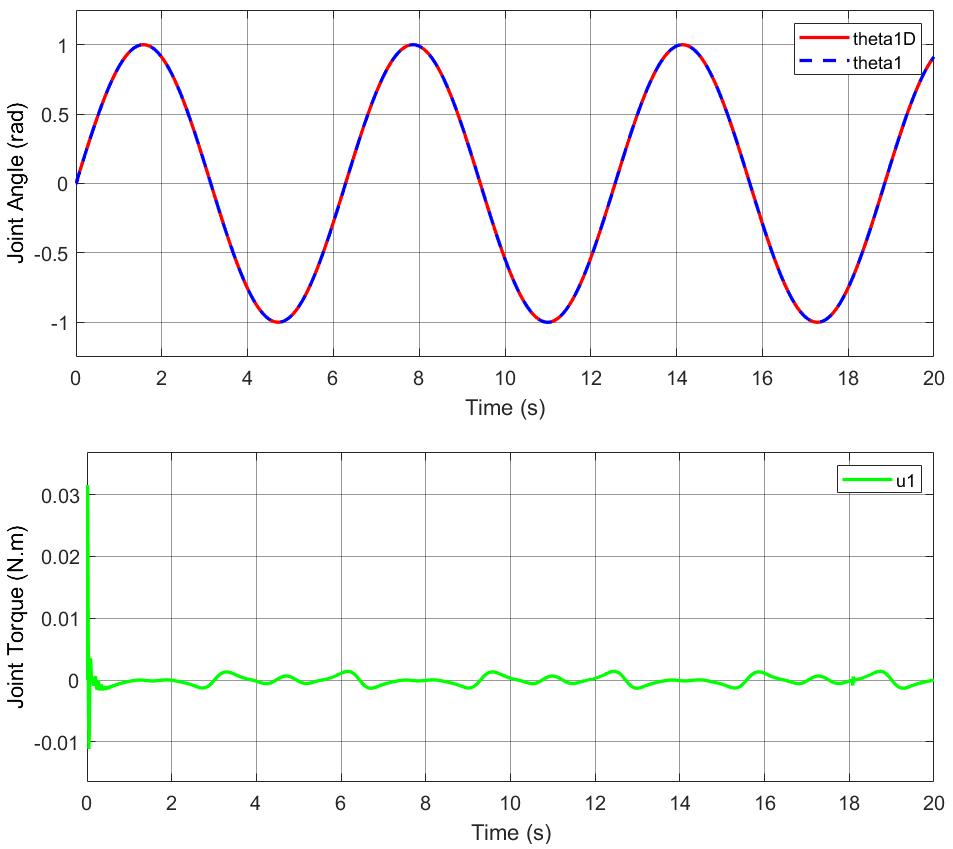 1
0.5
0
-0.5
-1
Joint Angle (rad)
theta1D
theta1
0 2 4 6 8 10 12 14 16 18 20
Time (s)
0.03
0.02
0.01
0
-0.01
Joint Torque (N.m)
u1
0 2 4 6 8 10 12 14 16 18 20
Time (s)